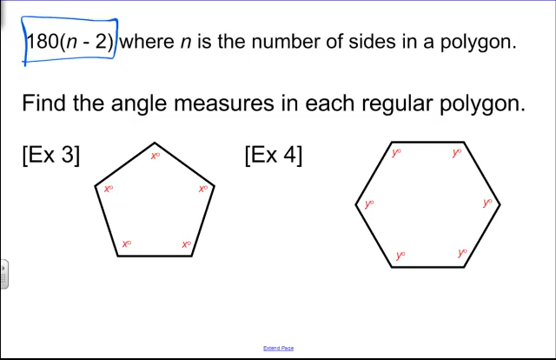 180(n - 2) where n is the number of sides in a polygon.
Find the angle measures in each regular polygon.
[Ex 3]
x°
x°
x°
x°
x°
[Ex 4]
y°
y°
y°
y°
y°
y°
Extend Page